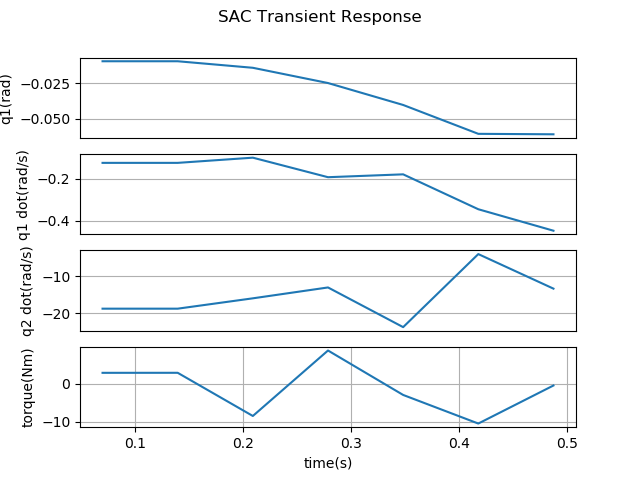 SAC Transient Response
q1(rad)
−0.025
−0.050
q1 dot(rad/s)
−0.2
−0.4
q2 dot(rad/s)
−10
−20
torque(Nm)
0
−10
0.1 0.2 0.3 0.4 0.5
time(s)